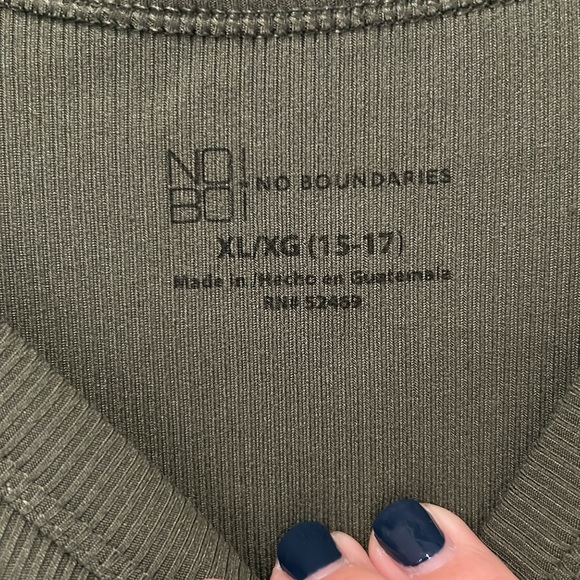 NO
BO
NO BOUNDARIES
XL/XG (15-17)
Made in /Hecho en Guatemala
RN# 52469